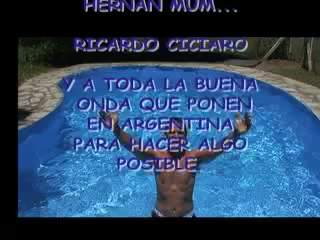 HERNAN MUM...
RICARDO CICIARO
Y A TODA LA BUENA
ONDA QUE PONEN
EN ARGENTINA
PARA HACER ALGO
POSIBLE